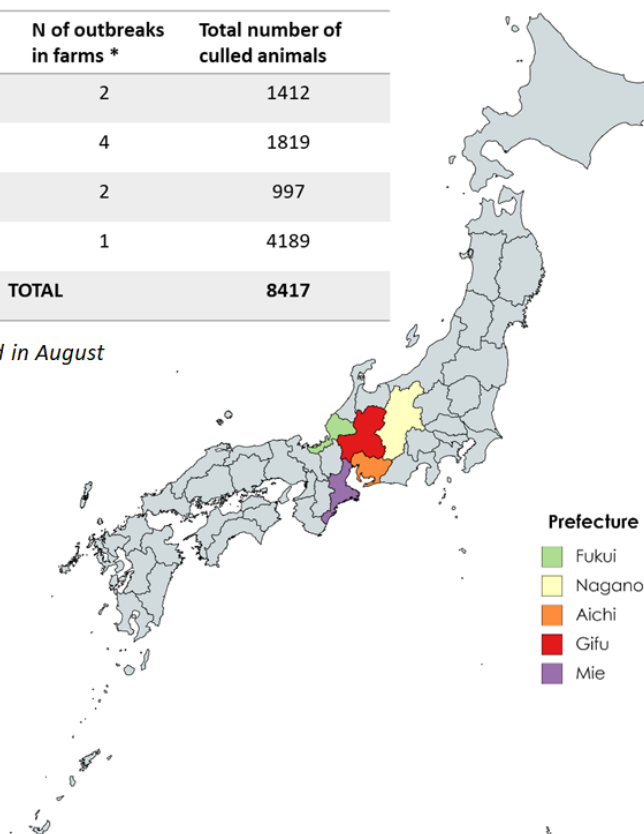 N of outbreaks Total number of
in farms * culled animals
2 1412
4 1819
2 997
1 4189
TOTAL 8417
in August
Prefecture
Fukui
Nagano
Aichi
Gifu
Mie